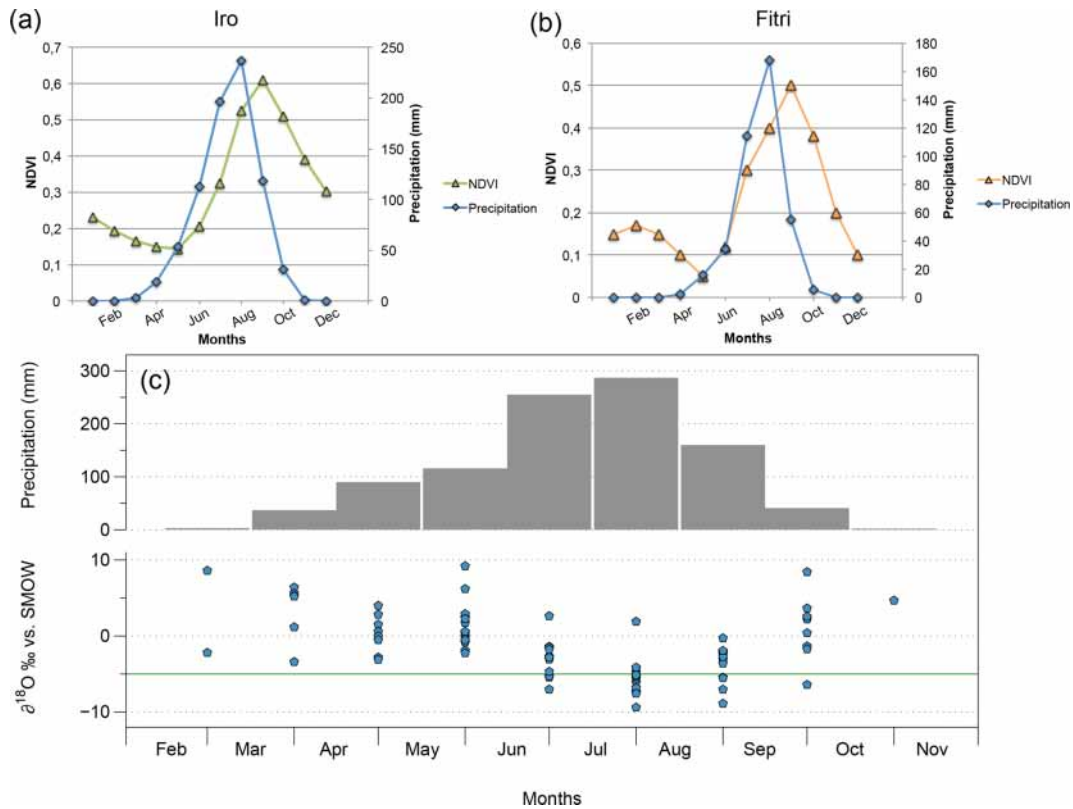 (a)
Iro
0,7
0,6
0,5
0,4
0,3
0,2
0,1
0
NDVI
250
200
150
100
50
0
Precipitation (mm)
Feb
Apr
Jun
Aug
Oct
Dec
Months
NDVI
Precipitation
(b)
Fitri
0,6
0,5
0,4
0,3
0,2
0,1
0
NDVI
180
160
140
120
100
80
60
40
20
0
Precipitation (mm)
Feb
Apr
Jun
Aug
Oct
Dec
Months
NDVI
Precipitation
(c)
300
200
100
0
Precipitation (mm)
10
0
−10
∂¹⁸O ‰ vs. SMOW
Feb Mar Apr May Jun Jul Aug Sep Oct Nov
Months